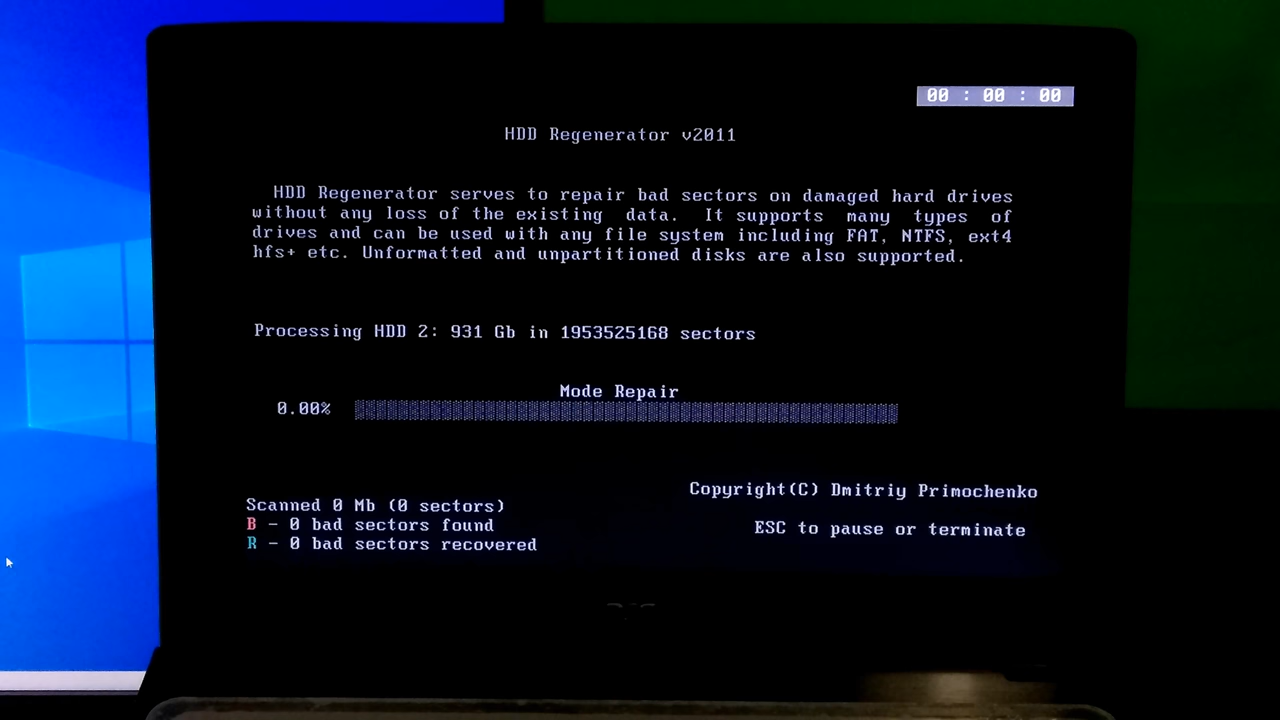 00 : 00 : 00
HDD Regenerator v2011
HDD Regenerator serves to repair bad sectors on damaged hard drives
without any loss of the existing data. It supports many types of
drives and can be used with any file system including FAT, NTFS, ext4
hfs+ etc. Unformatted and unpartitioned disks are also supported.
Processing HDD 2: 931 Gb in 1953525168 sectors
Mode Repair
0.00%
Copyright(C) Dmitriy Primochenko
Scanned 0 Mb (0 sectors)
B - 0 bad sectors found
ESC to pause or terminate
R - 0 bad sectors recovered